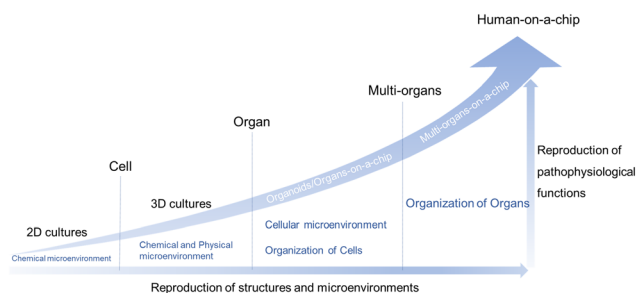 Human-on-a-chip
Multi-organs
Multi-organs-on-a-chip
Organ
Reproduction of
pathophysiological
functions
Cell
Organoids/Organs-on-a-chip
3D cultures
Organization of Organs
2D cultures
Cellular microenvironment
Chemical and Physical
microenvironment
Organization of Cells
Chemical microenvironment
Reproduction of structures and microenvironments